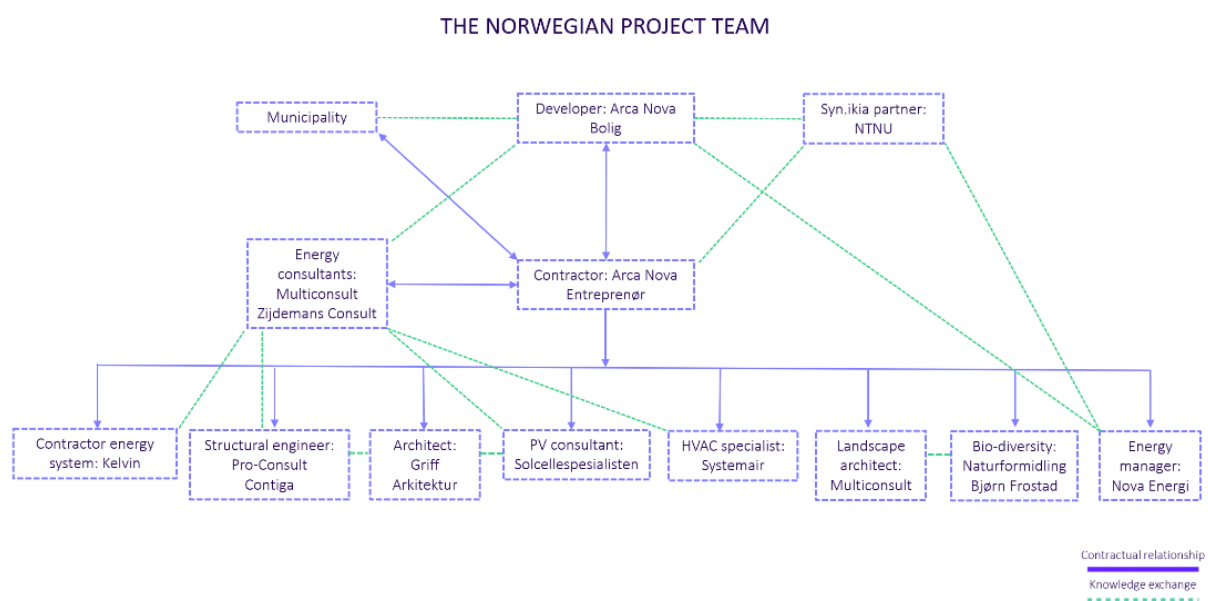 THE NORWEGIAN PROJECT TEAM
Municipality
Developer: Arca Nova
Bolig
Syn.ikia partner:
NTNU
Energy
consultants:
Multiconsult
Zijdemans Consult
Contractor: Arca Nova
Entreprenør
Contractor energy
system: Kelvin
Structural engineer:
Pro-Consult
Contiga
Architect:
Griff
Arkitektur
PV consultant:
Solcellespesialisten
HVAC specialist:
Systemair
Landscape
architect:
Multiconsult
Bio-diversity:
Naturformidling
Bjørn Frostad
Energy
manager:
Nova Energi
Contractual relationship
Knowledge exchange